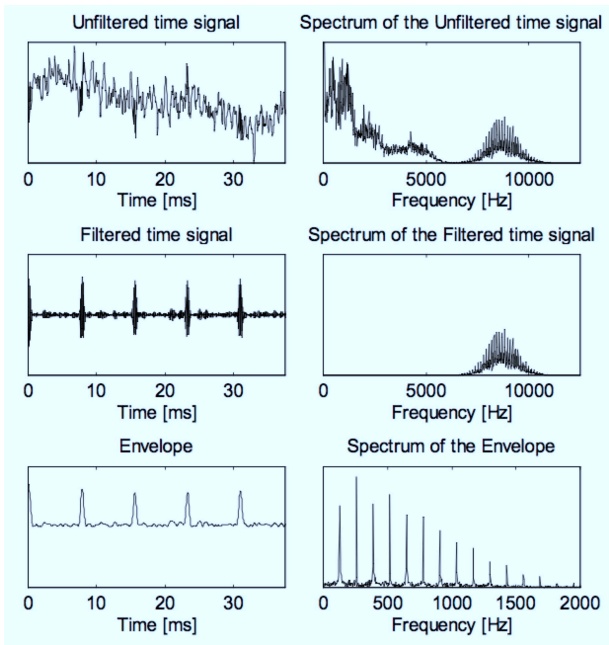 Unfiltered time signal
Spectrum of the Unfiltered time signal
0 10 20 30
0 5000 10000
Time [ms]
Frequency [Hz]
Filtered time signal
Spectrum of the Filtered time signal
0 10 20 30
0 5000 10000
Time [ms]
Frequency [Hz]
Envelope
Spectrum of the Envelope
0 10 20 30
0 500 1000 1500 2000
Time [ms]
Frequency [Hz]